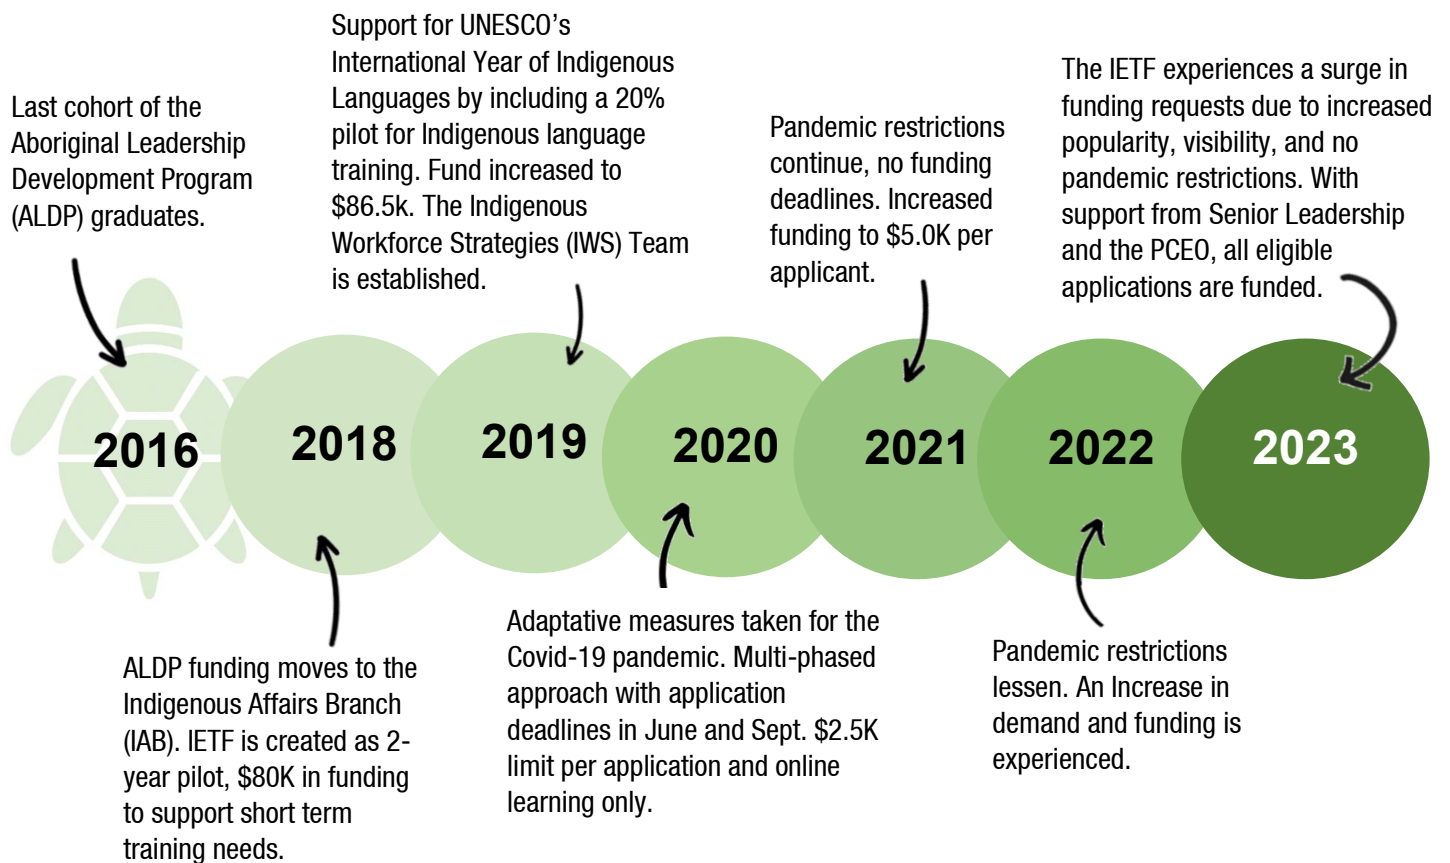 Last cohort of the
Aboriginal Leadership
Development Program
(ALDP) graduates.
Support for UNESCO’s
International Year of Indigenous
Languages by including a 20%
pilot for Indigenous language
training. Fund increased to
$86.5k. The Indigenous
Workforce Strategies (IWS) Team
is established.
Pandemic restrictions
continue, no funding
deadlines. Increased
funding to $5.0K per
applicant.
The IETF experiences a surge in
funding requests due to increased
popularity, visibility, and no
pandemic restrictions. With
support from Senior Leadership
and the PCEO, all eligible
applications are funded.
2016
2018
2019
2020
2021
2022
2023
ALDP funding moves to the
Indigenous Affairs Branch
(IAB). IETF is created as 2-
year pilot, $80K in funding
to support short term
training needs.
Adaptative measures taken for the
Covid-19 pandemic. Multi-phased
approach with application
deadlines in June and Sept. $2.5K
limit per application and online
learning only.
Pandemic restrictions
lessen. An Increase in
demand and funding is
experienced.